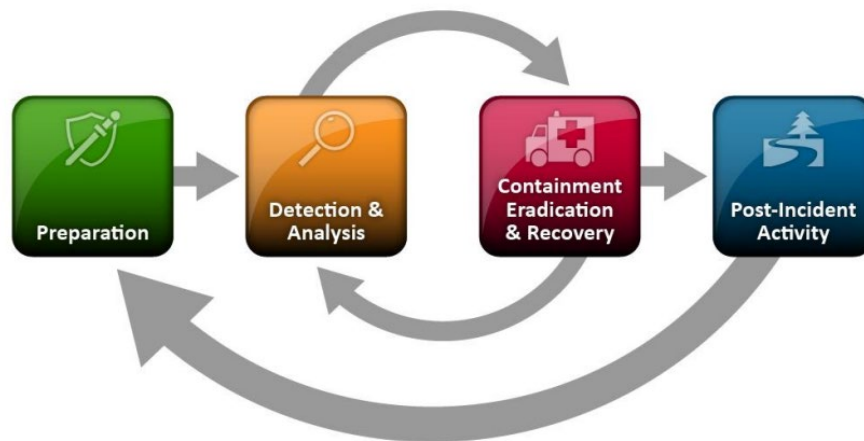 Preparation
Detection &
Analysis
Containment
Eradication
& Recovery
Post-Incident
Activity